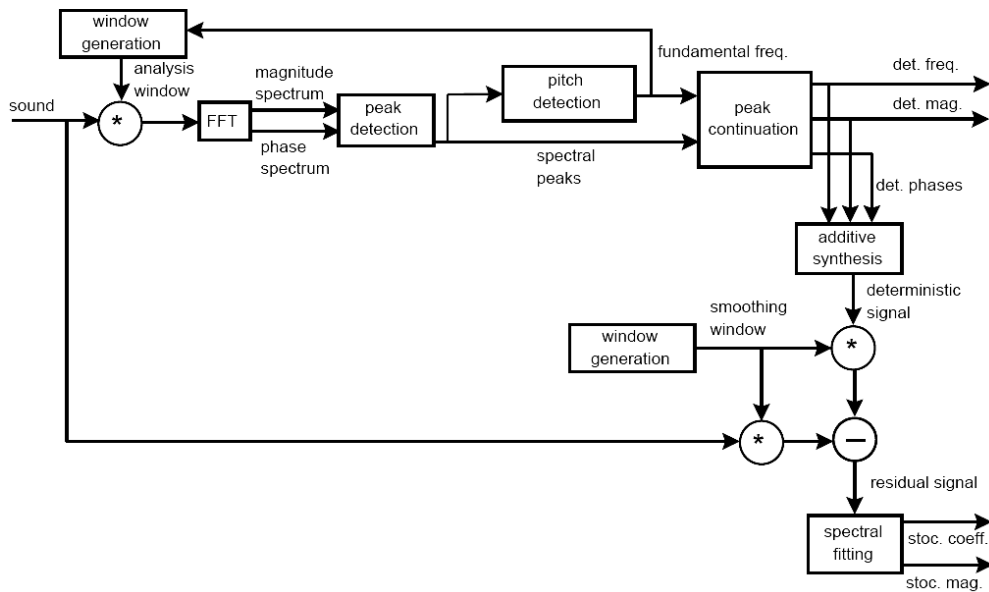 window
generation
fundamental freq.
det. freq.
analysis
window
magnitude
spectrum
pitch
detection
sound
*
FFT
peak
detection
peak
continuation
det. mag.
phase
spectrum
spectral
peaks
det. phases
additive
synthesis
deterministic
signal
smoothing
window
window
generation
*
*
—
residual signal
spectral
fitting
stoc. coeff.
stoc. mag.